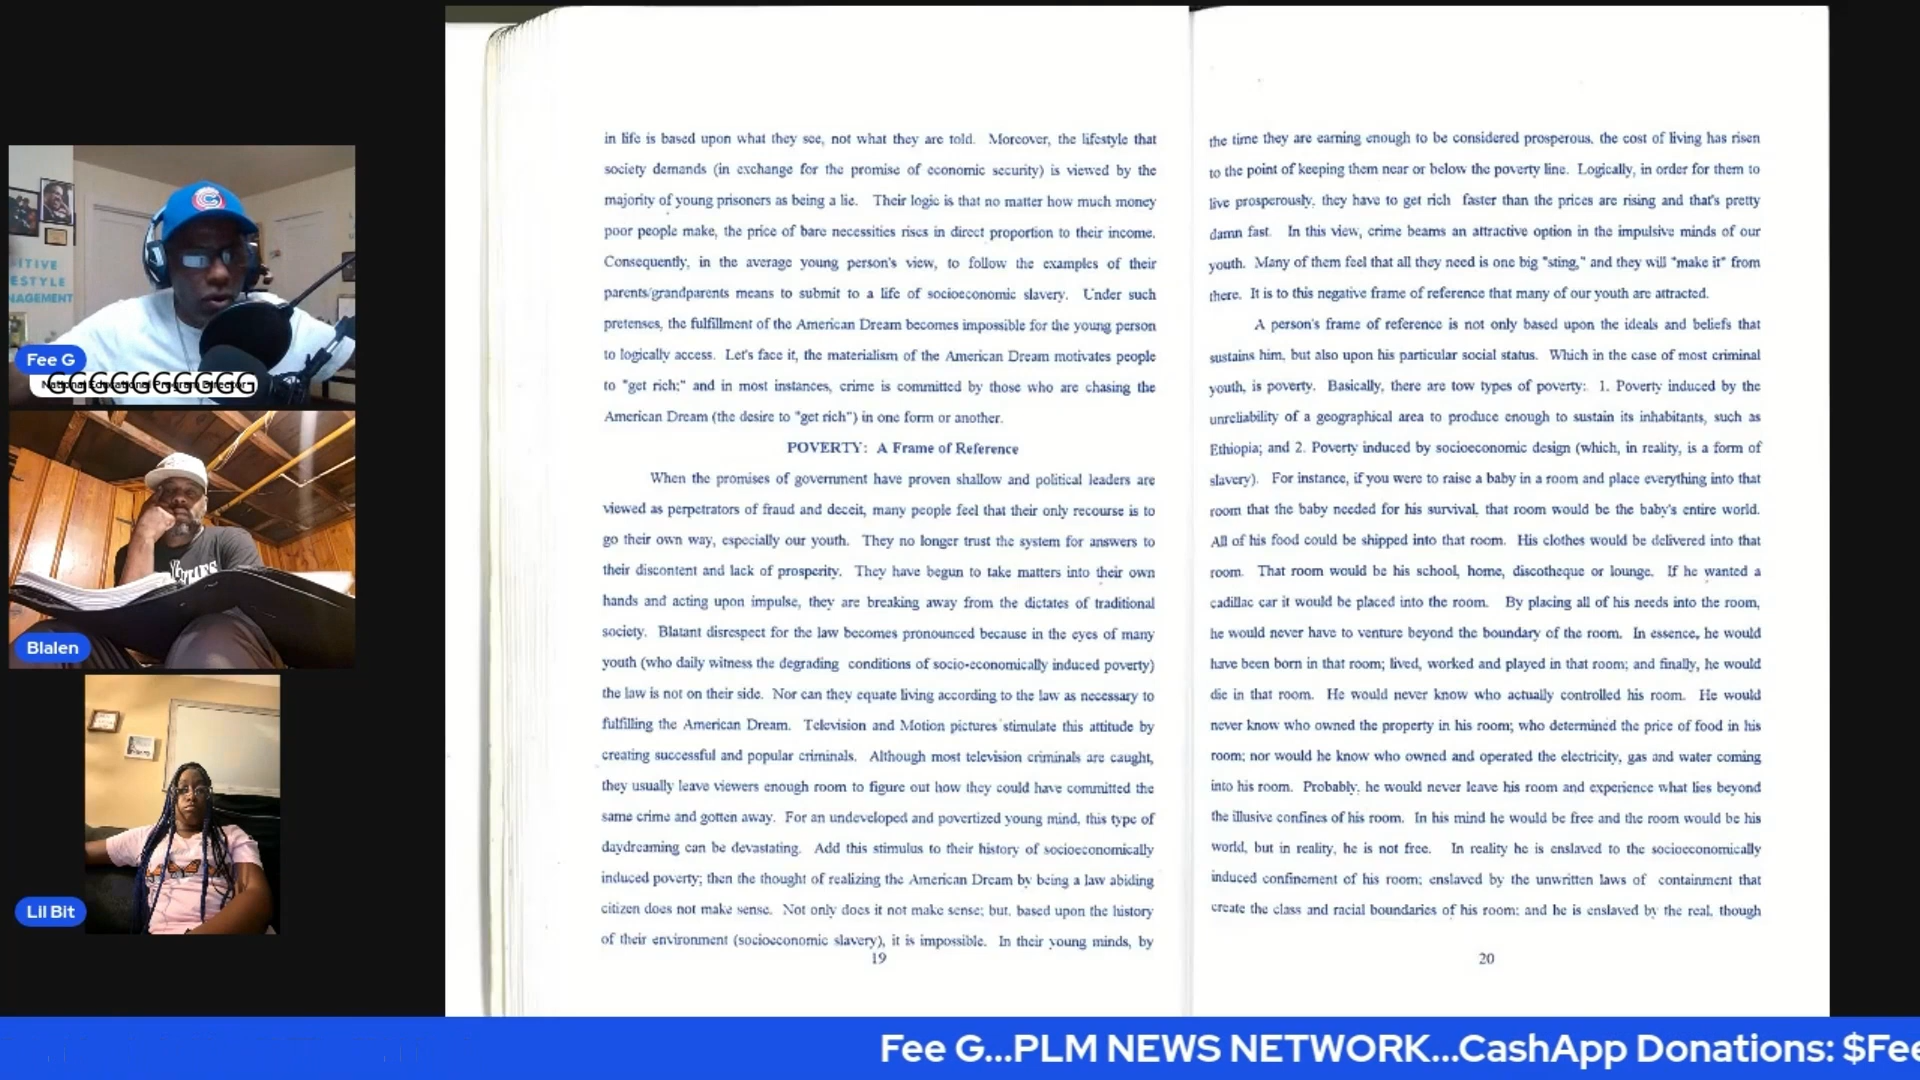 ITIVE
ESTYLE
NAGEMENT
Fee G
National Educational Program Director
GGGGGGGGGG
Blalen
Lil Bit
in life is based upon what they see, not what they are told. Moreover, the lifestyle that
society demands (in exchange for the promise of economic security) is viewed by the
majority of young prisoners as being a lie. Their logic is that no matter how much money
poor people make, the price of bare necessities rises in direct proportion to their income.
Consequently, in the average young person's view, to follow the examples of their
parents/grandparents means to submit to a life of socioeconomic slavery. Under such
pretenses, the fulfillment of the American Dream becomes impossible for the young person
to logically access. Let's face it, the materialism of the American Dream motivates people
to "get rich;" and in most instances, crime is committed by those who are chasing the
American Dream (the desire to "get rich") in one form or another.
POVERTY: A Frame of Reference
When the promises of government have proven shallow and political leaders are
viewed as perpetrators of fraud and deceit, many people feel that their only recourse is to
go their own way, especially our youth. They no longer trust the system for answers to
their discontent and lack of prosperity. They have begun to take matters into their own
hands and acting upon impulse, they are breaking away from the dictates of traditional
society. Blatant disrespect for the law becomes pronounced because in the eyes of many
youth (who daily witness the degrading conditions of socio-economically induced poverty)
the law is not on their side. Nor can they equate living according to the law as necessary to
fulfilling the American Dream. Television and Motion pictures stimulate this attitude by
creating successful and popular criminals. Although most television criminals are caught,
they usually leave viewers enough room to figure out how they could have committed the
same crime and gotten away. For an undeveloped and povertized young mind, this type of
daydreaming can be devastating. Add this stimulus to their history of socioeconomically
induced poverty; then the thought of realizing the American Dream by being a law abiding
citizen does not make sense. Not only does it not make sense; but, based upon the history
of their environment (socioeconomic slavery), it is impossible. In their young minds, by
19
the time they are earning enough to be considered prosperous, the cost of living has risen
to the point of keeping them near or below the poverty line. Logically, in order for them to
live prosperously, they have to get rich faster than the prices are rising and that's pretty
damn fast. In this view, crime beams an attractive option in the impulsive minds of our
youth. Many of them feel that all they need is one big "sting," and they will "make it" from
there. It is to this negative frame of reference that many of our youth are attracted.
A person's frame of reference is not only based upon the ideals and beliefs that
sustains him, but also upon his particular social status. Which in the case of most criminal
youth, is poverty. Basically, there are tow types of poverty: 1. Poverty induced by the
unreliability of a geographical area to produce enough to sustain its inhabitants, such as
Ethiopia; and 2. Poverty induced by socioeconomic design (which, in reality, is a form of
slavery). For instance, if you were to raise a baby in a room and place everything into that
room that the baby needed for his survival, that room would be the baby's entire world.
All of his food could be shipped into that room. His clothes would be delivered into that
room. That room would be his school, home, discotheque or lounge. If he wanted a
cadillac car it would be placed into the room. By placing all of his needs into the room,
he would never have to venture beyond the boundary of the room. In essence, he would
have been born in that room; lived, worked and played in that room; and finally, he would
die in that room. He would never know who actually controlled his room. He would
never know who owned the property in his room; who determined the price of food in his
room; nor would he know who owned and operated the electricity, gas and water coming
into his room. Probably, he would never leave his room and experience what lies beyond
the illusive confines of his room. In his mind he would be free and the room would be his
world, but in reality, he is not free. In reality he is enslaved to the socioeconomically
induced confinement of his room; enslaved by the unwritten laws of containment that
create the class and racial boundaries of his room; and he is enslaved by the real, though
20
Fee G...PLM NEWS NETWORK...CashApp Donations: $Fee